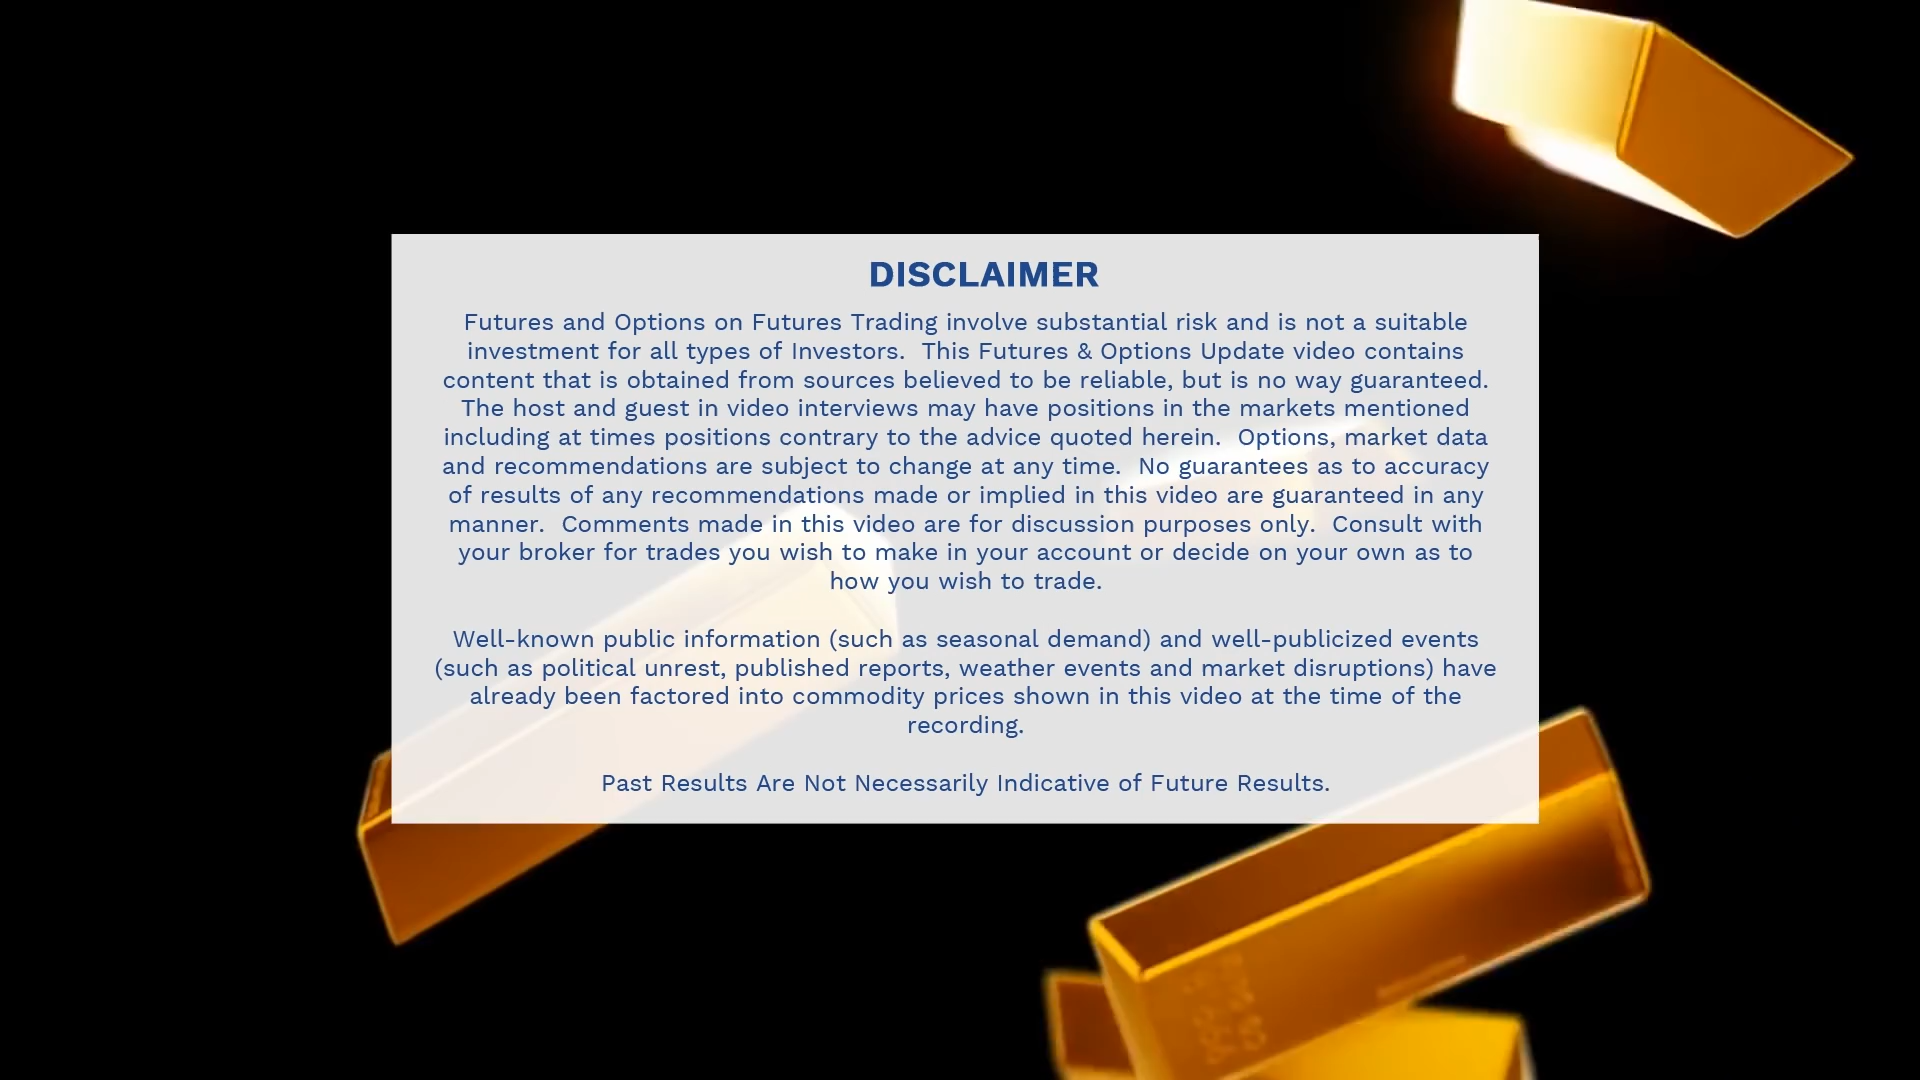 DISCLAIMER
Futures and Options on Futures Trading involve substantial risk and is not a suitable
investment for all types of Investors.  This Futures & Options Update video contains
content that is obtained from sources believed to be reliable, but is no way guaranteed.
The host and guest in video interviews may have positions in the markets mentioned
including at times positions contrary to the advice quoted herein.  Options, market data
and recommendations are subject to change at any time.  No guarantees as to accuracy
of results of any recommendations made or implied in this video are guaranteed in any
manner.  Comments made in this video are for discussion purposes only.  Consult with
your broker for trades you wish to make in your account or decide on your own as to
how you wish to trade.
Well-known public information (such as seasonal demand) and well-publicized events
(such as political unrest, published reports, weather events and market disruptions) have
already been factored into commodity prices shown in this video at the time of the
recording.
Past Results Are Not Necessarily Indicative of Future Results.